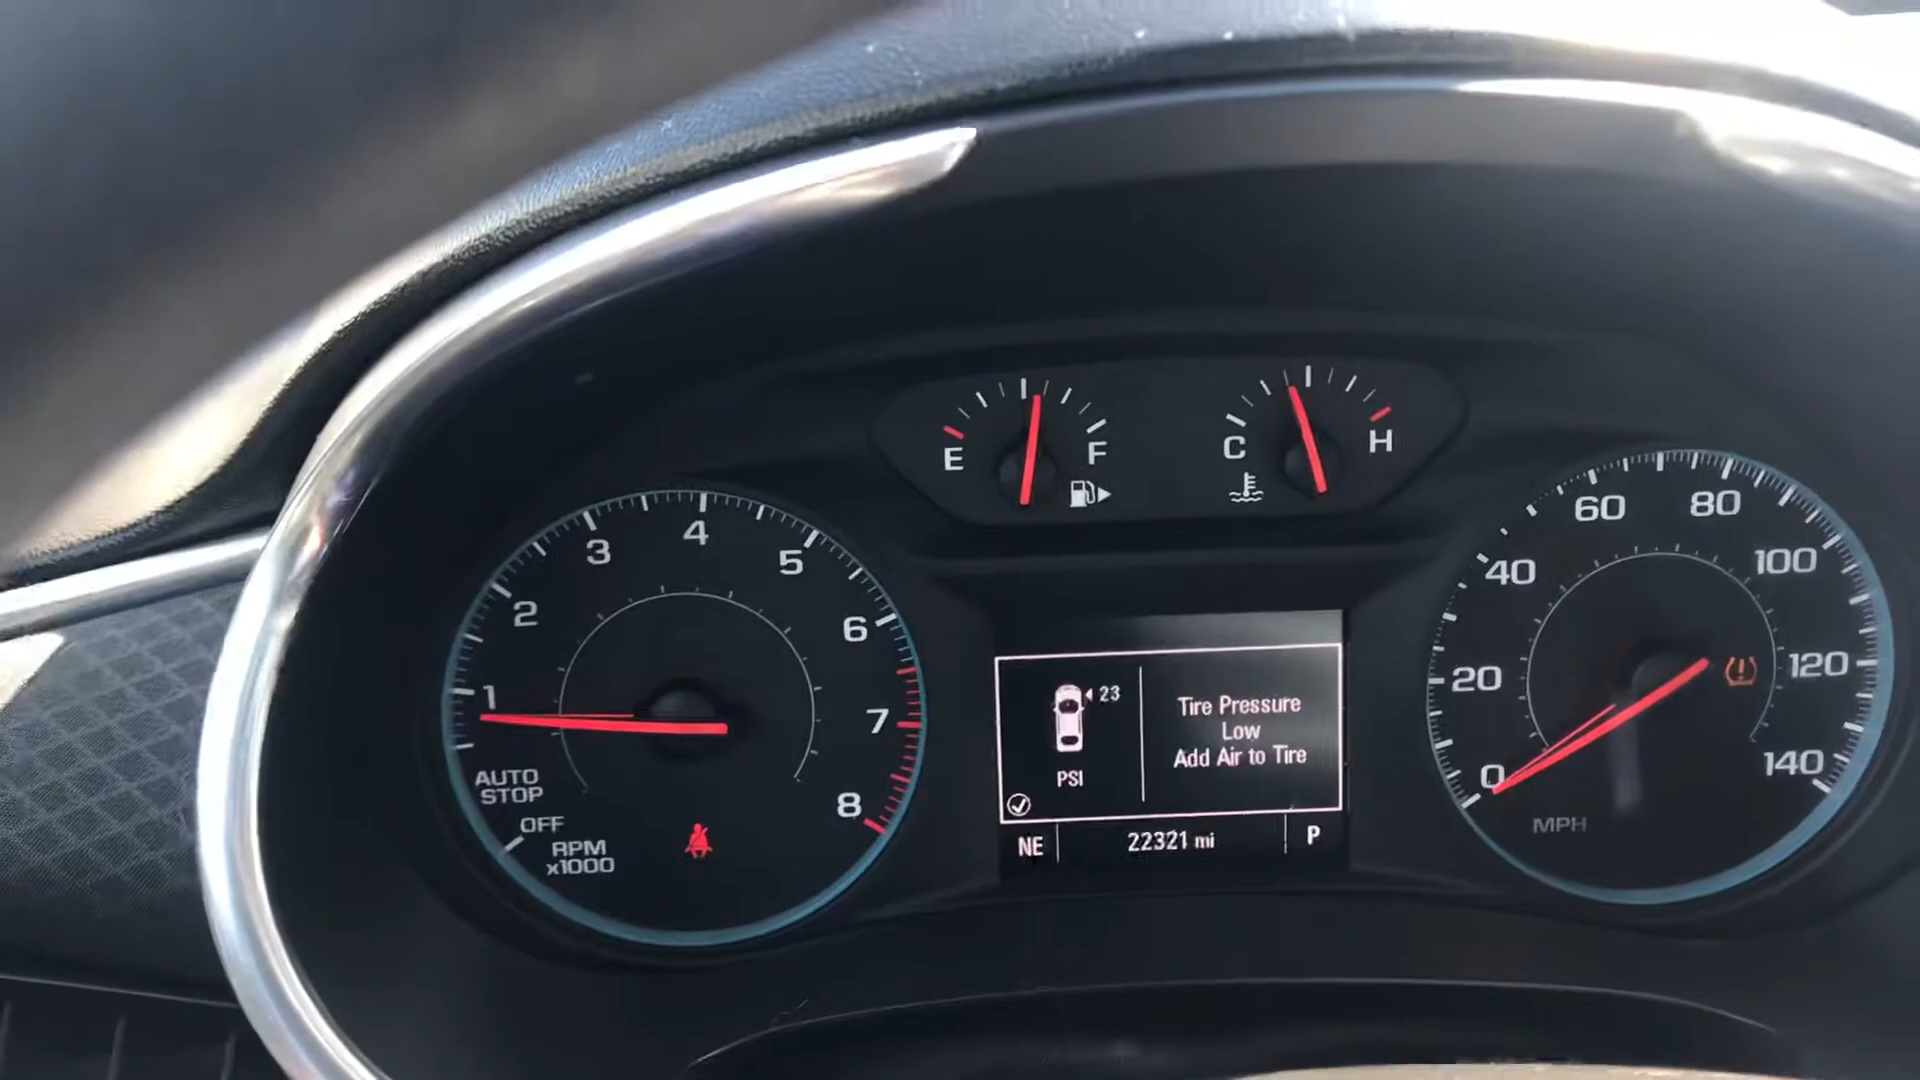 E
F
C
H
1
2
3
4
5
6
7
8
AUTO
STOP
OFF
RPM
x1000
23
PSI
Tire Pressure
Low
Add Air to Tire
NE
22321 mi
P
0
20
40
60
80
100
120
140
MPH